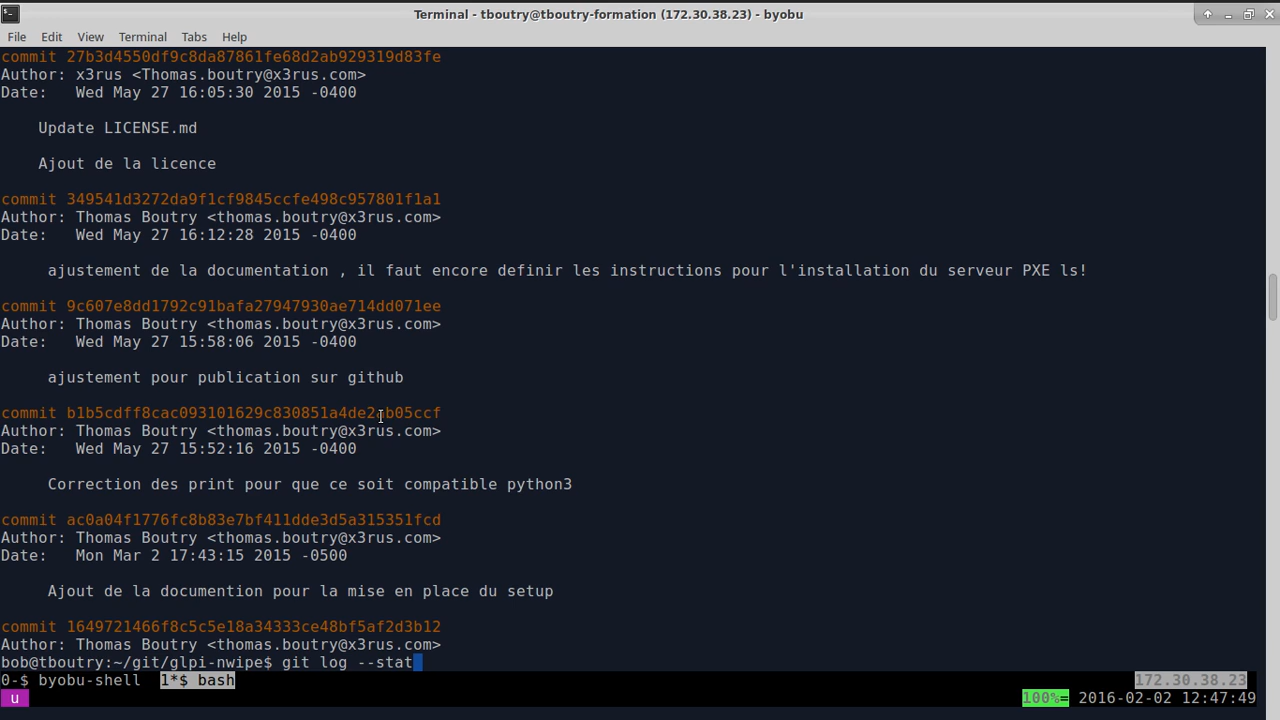 Terminal - tboutry@tboutry-formation (172.30.38.23) - byobu
File Edit View Terminal Tabs Help
commit 27b3d4550df9c8da87861fe68d2ab929319d83fe
Author: x3rus <Thomas.boutry@x3rus.com>
Date:   Wed May 27 16:05:30 2015 -0400
Update LICENSE.md
Ajout de la licence
commit 349541d3272da9f1cf9845ccfe498c957801f1a1
Author: Thomas Boutry <thomas.boutry@x3rus.com>
Date:   Wed May 27 16:12:28 2015 -0400
ajustement de la documentation , il faut encore definir les instructions pour l'installation du serveur PXE ls!
commit 9c607e8dd1792c91bafa27947930ae714dd071ee
Author: Thomas Boutry <thomas.boutry@x3rus.com>
Date:   Wed May 27 15:58:06 2015 -0400
ajustement pour publication sur github
commit
Author: Thomas Boutry <thomas.boutry@x3rus.com>
Date:   Wed May 27 15:52:16 2015 -0400
Correction des print pour que ce soit compatible python3
commit ac0a04f1776fc8b83e7bf411dde3d5a315351fcd
Author: Thomas Boutry <thomas.boutry@x3rus.com>
Date:   Mon Mar 2 17:43:15 2015 -0500
Ajout de la documention pour la mise en place du setup
commit 1649721466f8c5c5e18a34333ce48bf5af2d3b12
Author: Thomas Boutry <thomas.boutry@x3rus.com>
bob@tboutry:~/git/glpi-nwipe$ git log --stat
0-$ byobu-shell  1*$ bash 172.30.38.23
u 100%= 2016-02-02 12:47:49